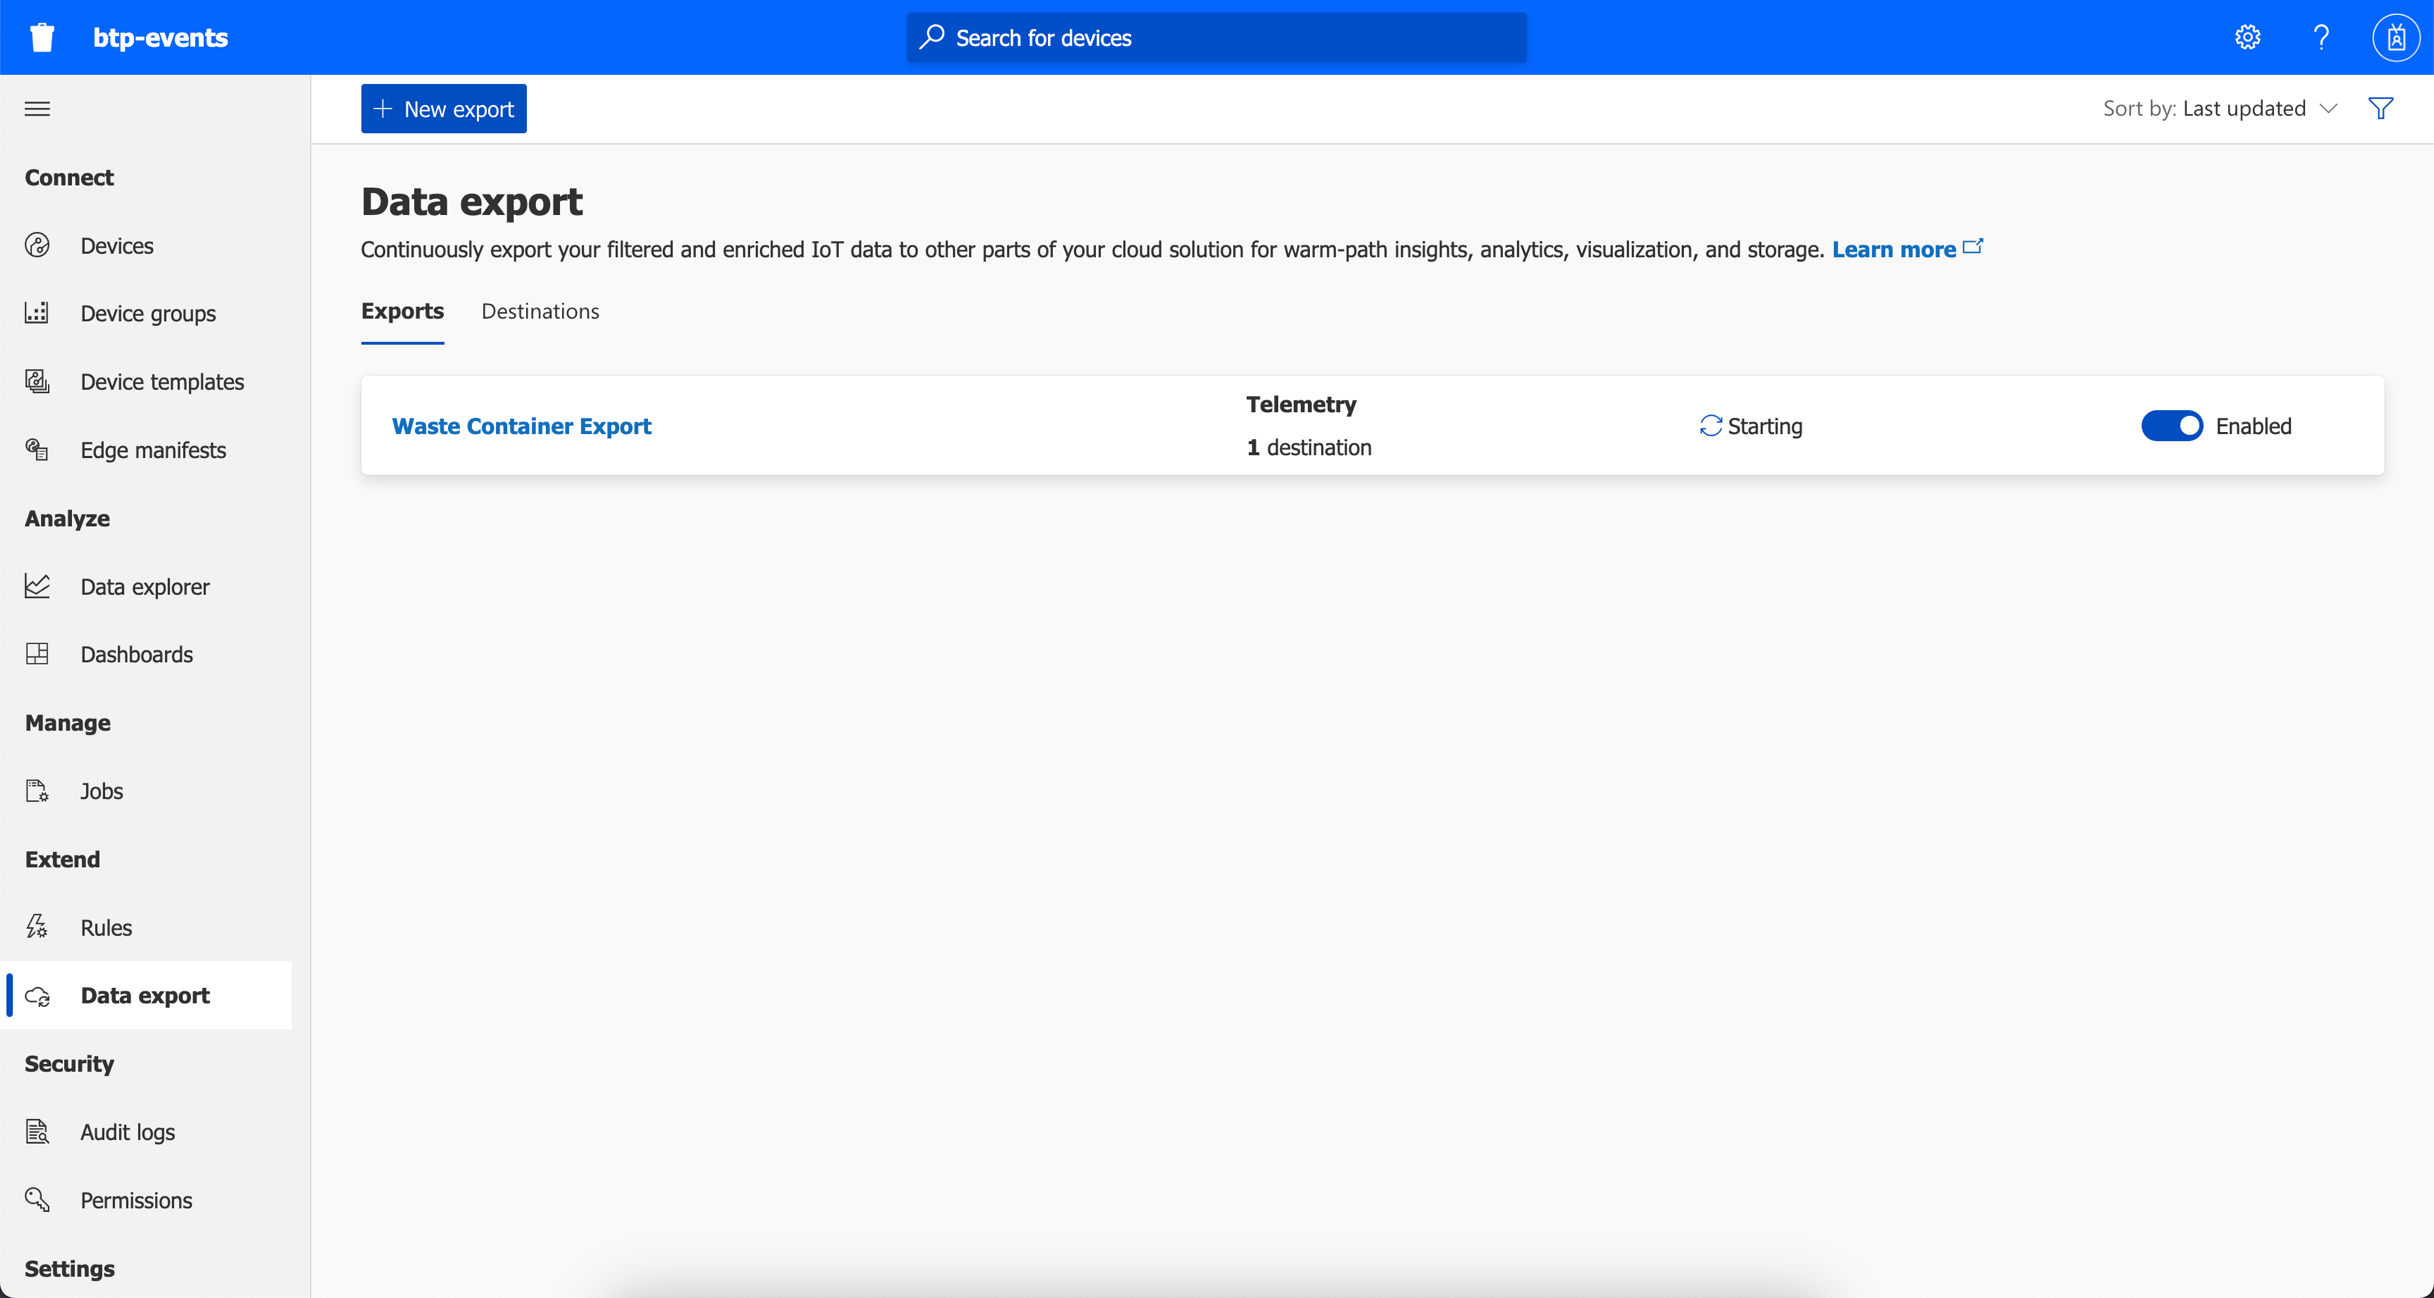 btp-events
Search for devices
New export
Sort by: Last updated
Connect
Devices
Device groups
Device templates
Edge manifests
Analyze
Data explorer
Dashboards
Manage
Jobs
Extend
Rules
Data export
Security
Audit logs
Permissions
Settings
Data export
Continuously export your filtered and enriched IoT data to other parts of your cloud solution for warm-path insights, analytics, visualization, and storage. Learn more
Exports Destinations
Waste Container Export
Telemetry
1 destination
Starting
Enabled